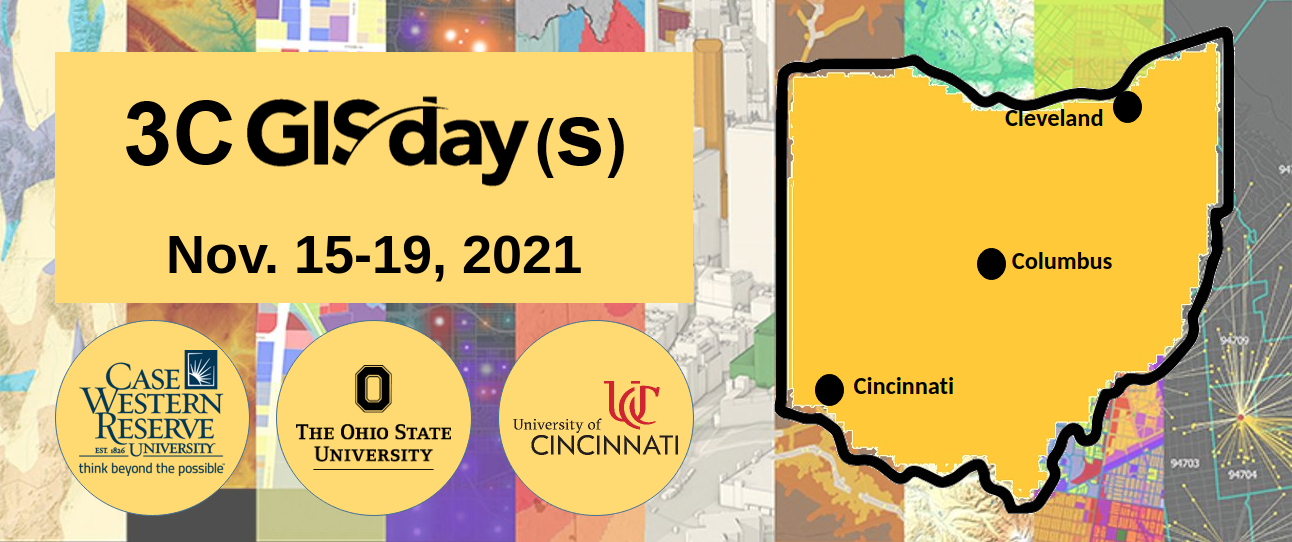 3C GIS day (S)
Nov. 15-19, 2021
CASE
WESTERN
RESERVE
EST. 1826 UNIVERSITY
think beyond the possible®
THE OHIO STATE
UNIVERSITY
UC
University of
CINCINNATI
Cleveland
Columbus
Cincinnati
94709
94703
94704